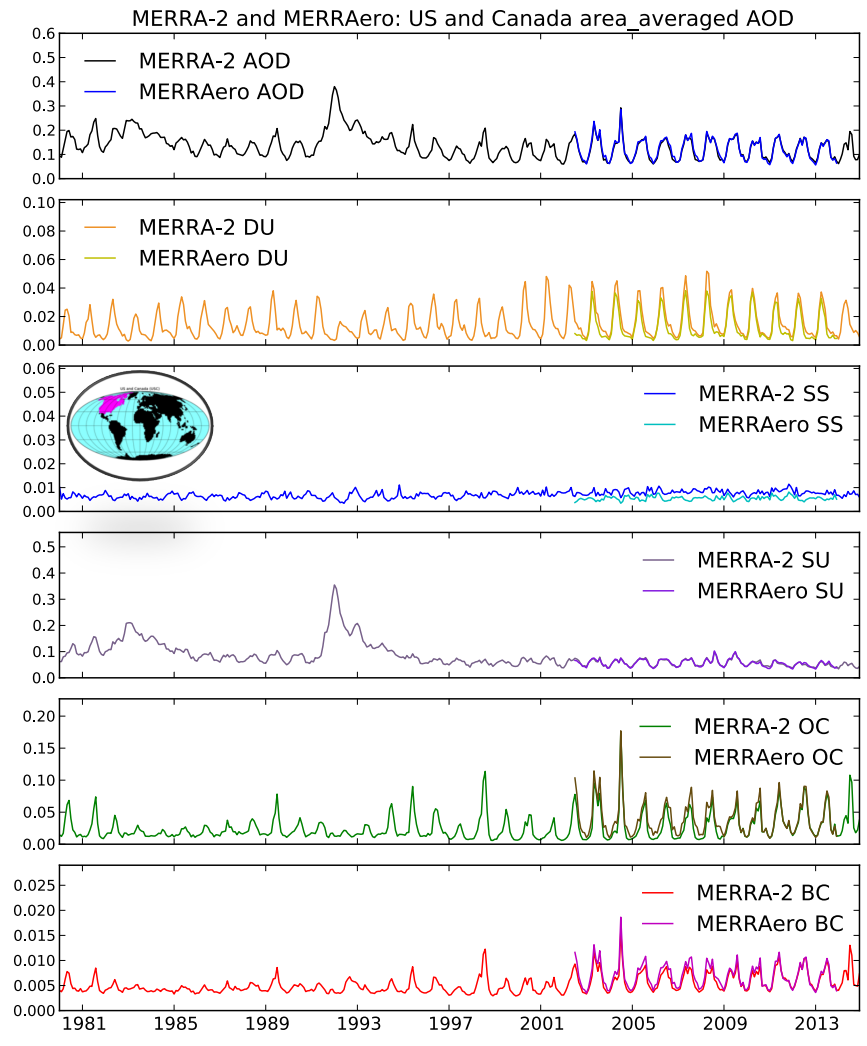 MERRA-2 and MERRAero: US and Canada area_averaged AOD
0.6
0.5
0.4
0.3
0.2
0.1
0.0
MERRA-2 AOD
MERRAero AOD
0.10
0.08
0.06
0.04
0.02
0.00
MERRA-2 DU
MERRAero DU
0.06
0.05
0.04
0.03
0.02
0.01
0.00
US and Canada (USC)
MERRA-2 SS
MERRAero SS
0.5
0.4
0.3
0.2
0.1
0.0
MERRA-2 SU
MERRAero SU
0.20
0.15
0.10
0.05
0.00
MERRA-2 OC
MERRAero OC
0.025
0.020
0.015
0.010
0.005
0.000
MERRA-2 BC
MERRAero BC
1981 1985 1989 1993 1997 2001 2005 2009 2013